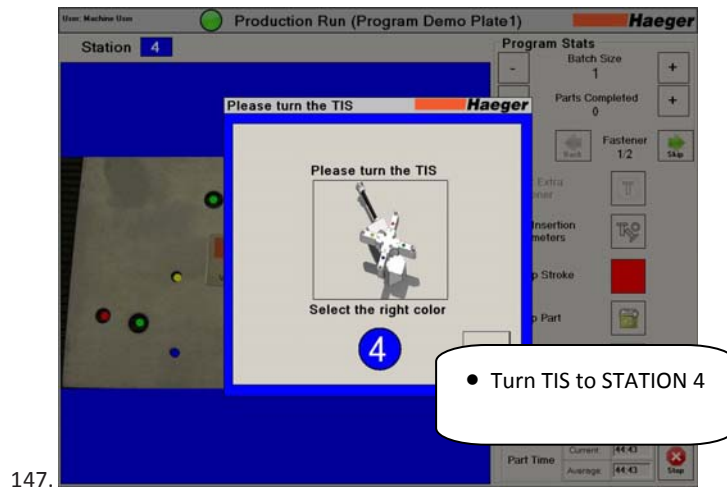 User: Machine User
Production Run (Program Demo Plate1)
Haeger
Station 4
Program Stats
Batch Size
- 1 +
Parts Completed
0 +
Fastener
Back 1/2 Skip
Extra
T
Insertion
p Stroke
p Part
Please turn the TIS
Haeger
Please turn the TIS
Select the right color
4
• Turn TIS to STATION 4
Part Time
Current 44:43
Average 44:43
Stop
147.